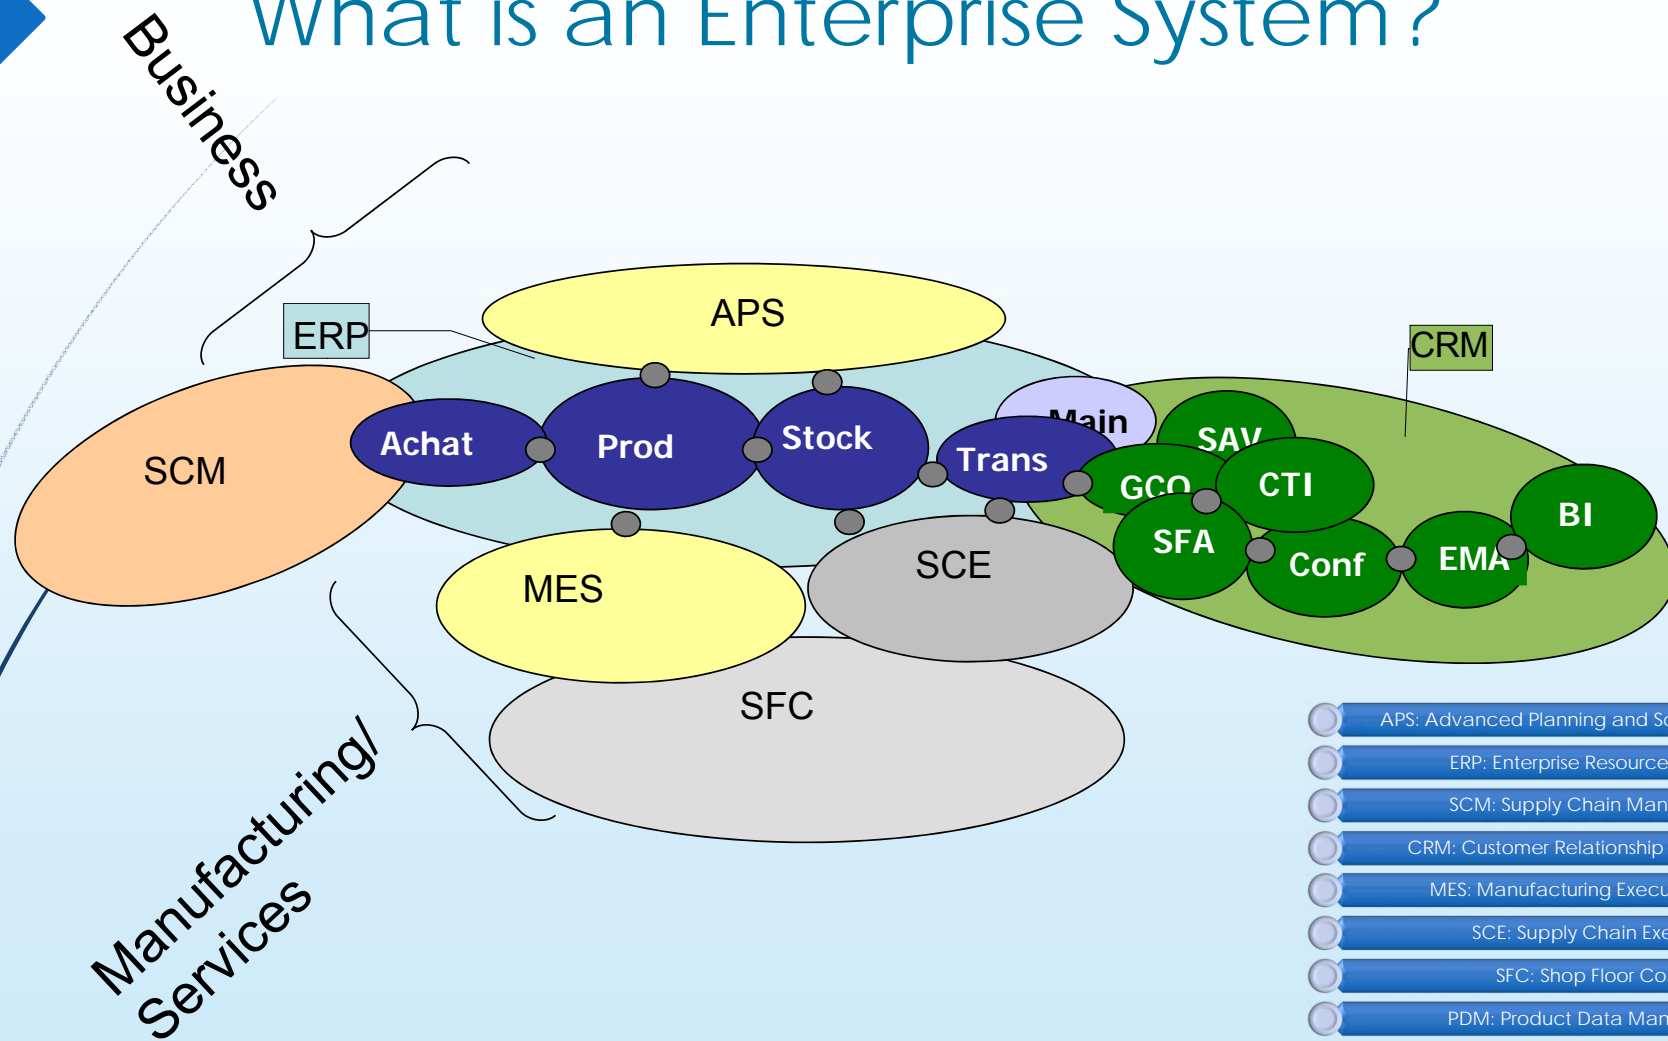 What is an Enterprise System?
Business
APS
ERP
CRM
Main
SAV
Achat
Prod
Stock
Trans
SCM
GCO
CTI
BI
SFA
SCE
Conf
EMA
MES
SFC
Manufacturing/
Services
APS: Advanced Planning and
ERP: Enterprise Resource
SCM: Supply Chain
CRM: Customer Relationship
MES: Manufacturing
SCE: Supply Chain
SFC: Shop Floor
PDM: Product Data